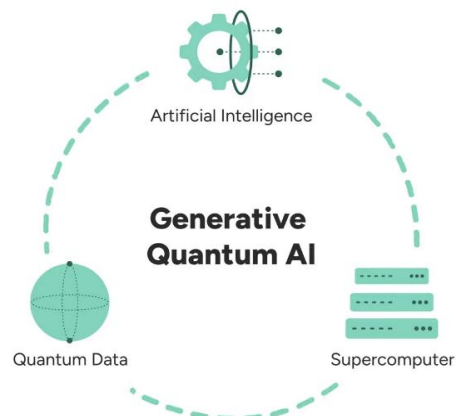 Artificial Intelligence
Generative
Quantum AI
Quantum Data
Supercomputer